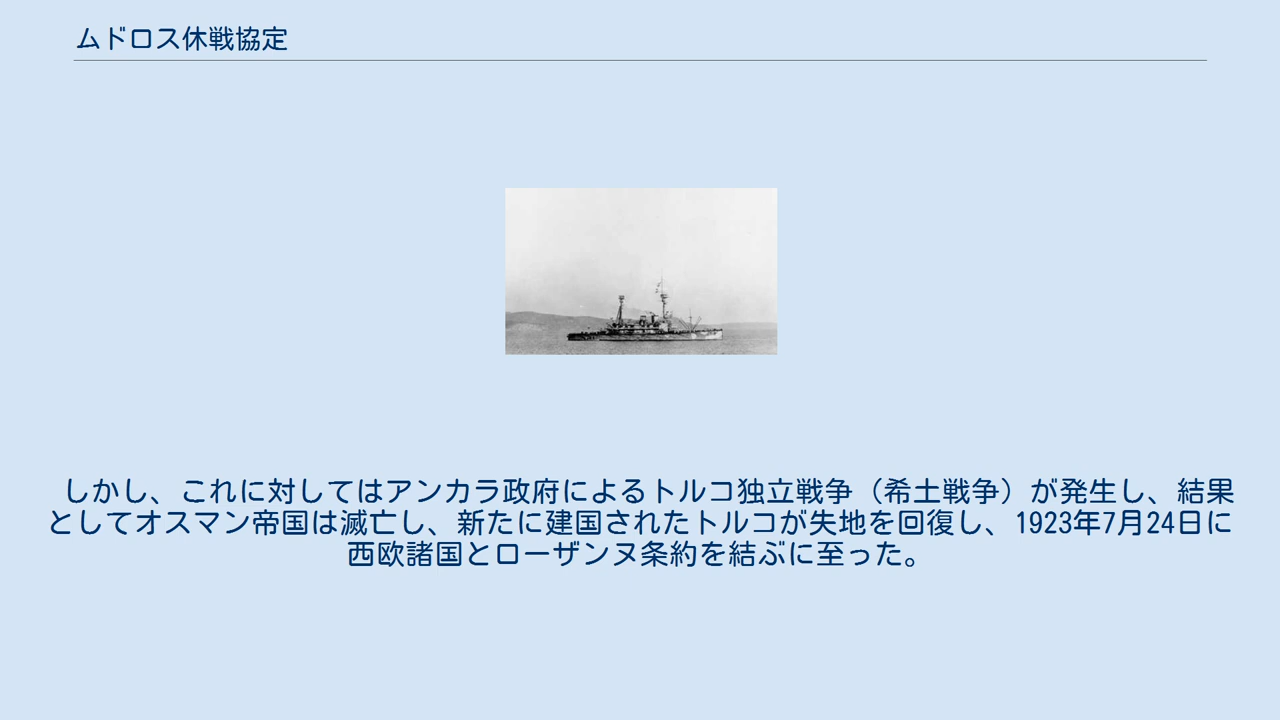 ムドロス休戦協定
しかし、これに対してはアンカラ政府によるトルコ独立戦争（希土戦争）が発生し、結果
としてオスマン帝国は滅亡し、新たに建国されたトルコが失地を回復し、1923年7月24日に
西欧諸国とローザンヌ条約を結ぶに至った。